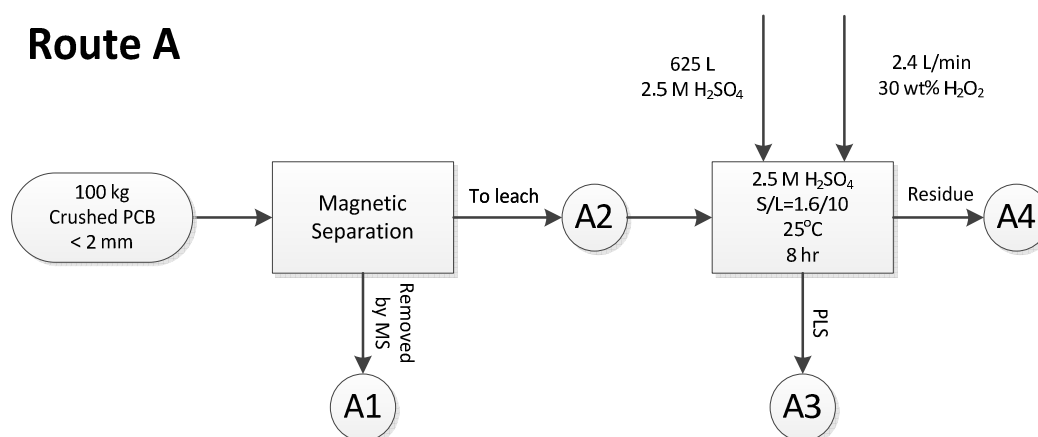 Route A
625 L
2.5 M H₂SO₄
2.4 L/min
30 wt% H₂O₂
100 kg
Crushed PCB
< 2 mm
Magnetic
Separation
To leach
A2
2.5 M H₂SO₄
S/L=1.6/10
25°C
8 hr
Residue
A4
Removed
by MS
PLS
A1
A3